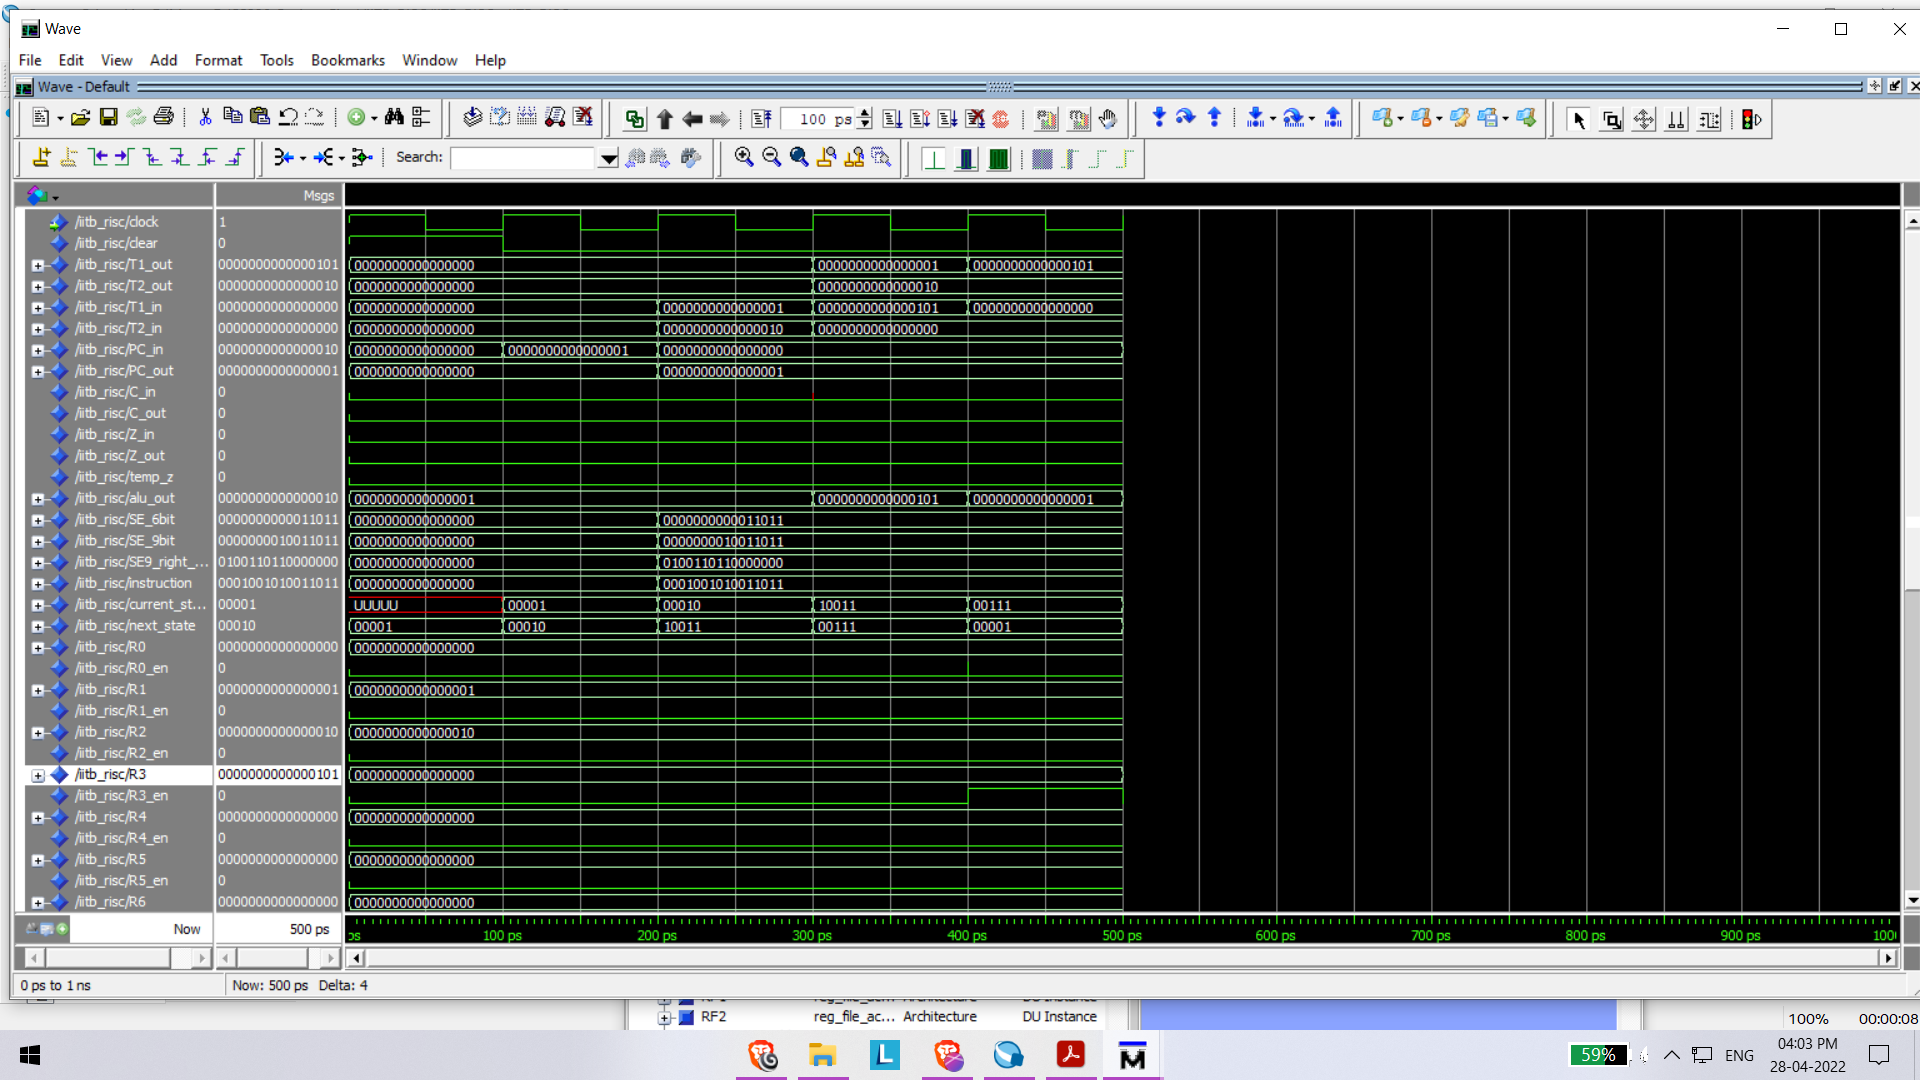 Wave
File Edit View Add Format Tools Bookmarks Window Help
Wave - Default
100 ps
Search:
Msgs
/iitb_risc/clock 1
/iitb_risc/clear 0
/iitb_risc/T1_out 0000000000000101 0000000000000000 0000000000000001 0000000000000101
/iitb_risc/T2_out 0000000000000010 0000000000000000 0000000000000010
/iitb_risc/T1_in 0000000000000000 0000000000000000 0000000000000001 0000000000000101 0000000000000000
/iitb_risc/T2_in 0000000000000000 0000000000000000 0000000000000010 0000000000000000
/iitb_risc/PC_in 0000000000000010 0000000000000000 0000000000000001 0000000000000000
/iitb_risc/PC_out 0000000000000001 0000000000000000 0000000000000001
/iitb_risc/C_in 0
/iitb_risc/C_out 0
/iitb_risc/Z_in 0
/iitb_risc/Z_out 0
/iitb_risc/temp_z 0
/iitb_risc/alu_out 0000000000000010 0000000000000001 0000000000000101 0000000000000001
/iitb_risc/SE_6bit 0000000000011011 0000000000000000 0000000000011011
/iitb_risc/SE_9bit 0000000010011011 0000000000000000 0000000010011011
/iitb_risc/SE9_right_... 0100110110000000 0000000000000000 0100110110000000
/iitb_risc/instruction 0001001010011011 0000000000000000 0001001010011011
/iitb_risc/current_st... 00001 UUUUU 00001 00010 10011 00111
/iitb_risc/next_state 00010 00001 00010 10011 00111 00001
/iitb_risc/R0 0000000000000000 0000000000000000
/iitb_risc/R0_en 0
/iitb_risc/R1 0000000000000001 0000000000000001
/iitb_risc/R1_en 0
/iitb_risc/R2 0000000000000010 0000000000000010
/iitb_risc/R2_en 0
/iitb_risc/R3 0000000000000101 0000000000000000
/iitb_risc/R3_en 0
/iitb_risc/R4 0000000000000000 0000000000000000
/iitb_risc/R4_en 0
/iitb_risc/R5 0000000000000000 0000000000000000
/iitb_risc/R5_en 0
/iitb_risc/R6 0000000000000000 0000000000000000
Now 500 ps ps 100 ps 200 ps 300 ps 400 ps 500 ps 600 ps 700 ps 800 ps 900 ps 1000
0 ps to 1 ns Now: 500 ps Delta: 4
RF2 reg_file_ac... Architecture DU Instance
100% 00:00:08
59% ENG 04:03 PM
28-04-2022